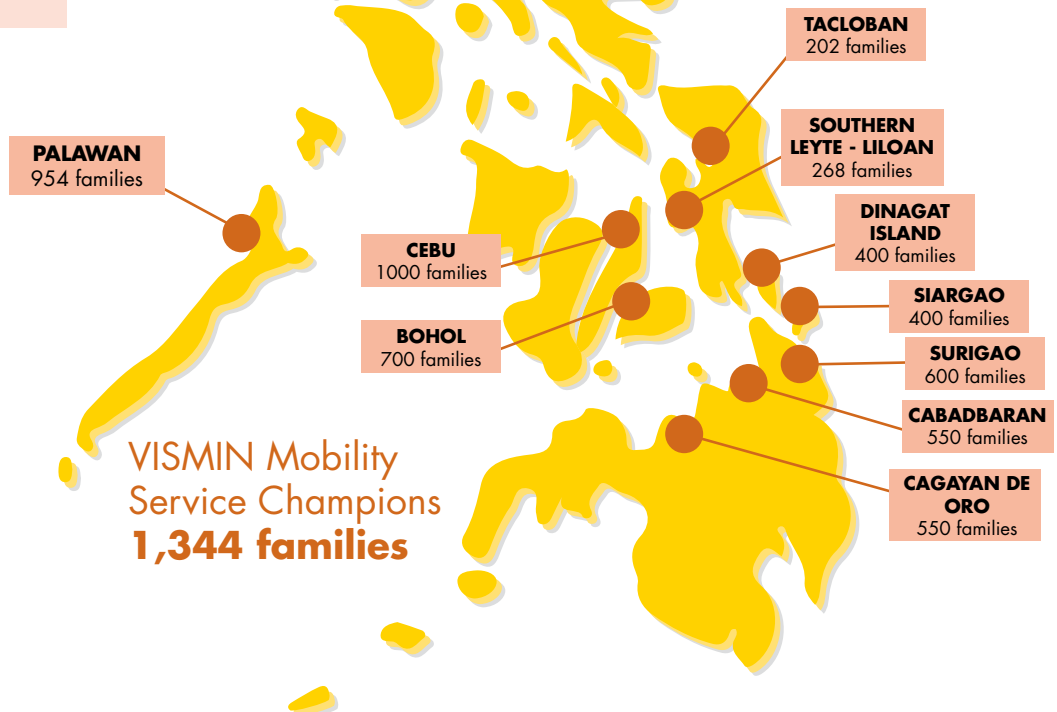 TACLOBAN
202 families
SOUTHERN
LEYTE - LILOAN
268 families
PALAWAN
954 families
DINAGAT
ISLAND
400 families
CEBU
1000 families
SIARGAO
400 families
BOHOL
700 families
SURIGAO
600 families
CABADBARAN
550 families
VISMIN Mobility
Service Champions
1,344 families
CAGAYAN DE
ORO
550 families